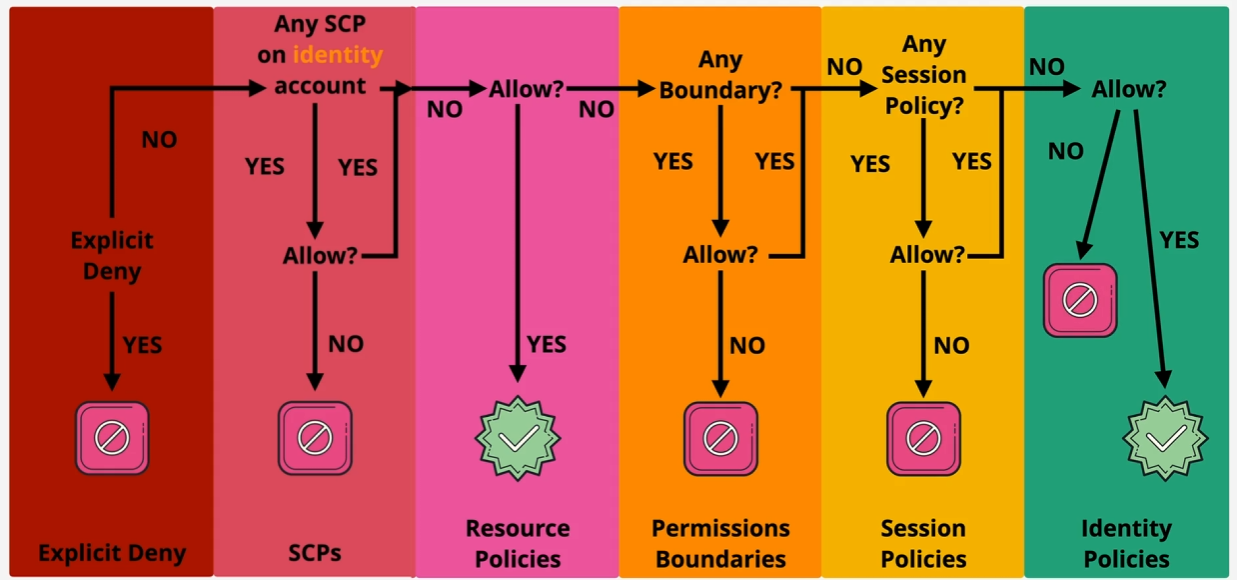 Explicit
Deny
NO
YES
Explicit Deny
Any SCP
on identity
account
YES
YES
Allow?
NO
SCPs
NO
Allow?
NO
YES
Resource
Policies
Any
Boundary?
NO
YES
YES
Allow?
NO
Permissions
Boundaries
Any
Session
Policy?
NO
YES
YES
Allow?
NO
Session
Policies
Allow?
NO
YES
Identity
Policies